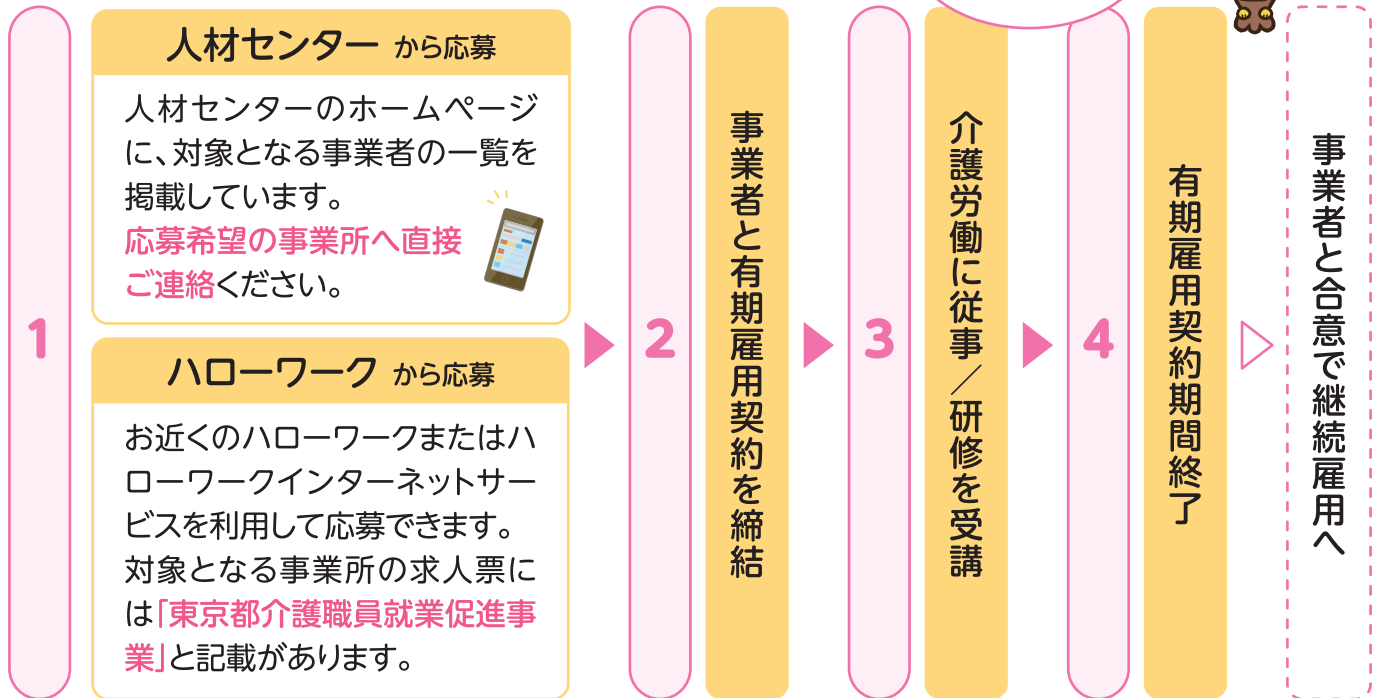 1
人材センター から応募
人材センターのホームページ
に、対象となる事業者の一覧を
掲載しています。
応募希望の事業所へ直接
ご連絡ください。
ハローワーク から応募
お近くのハローワークまたはハ
ローワークインターネットサー
ビスを利用して応募できます。
対象となる事業所の求人票に
は「東京都介護職員就業促進事
業」と記載があります。
2
事業者と有期雇用契約を締結
3
介護労働に従事／研修を受講
4
有期雇用契約期間終了
事業者と合意で継続雇用へ